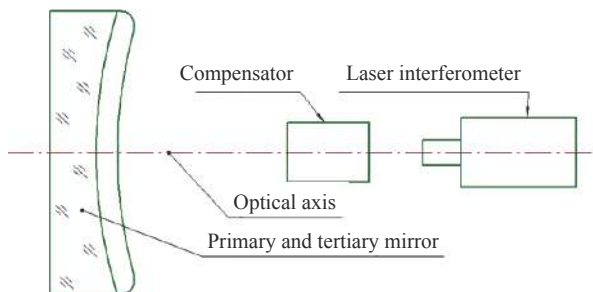 Compensator
Laser interferometer
Optical axis
Primary and tertiary mirror